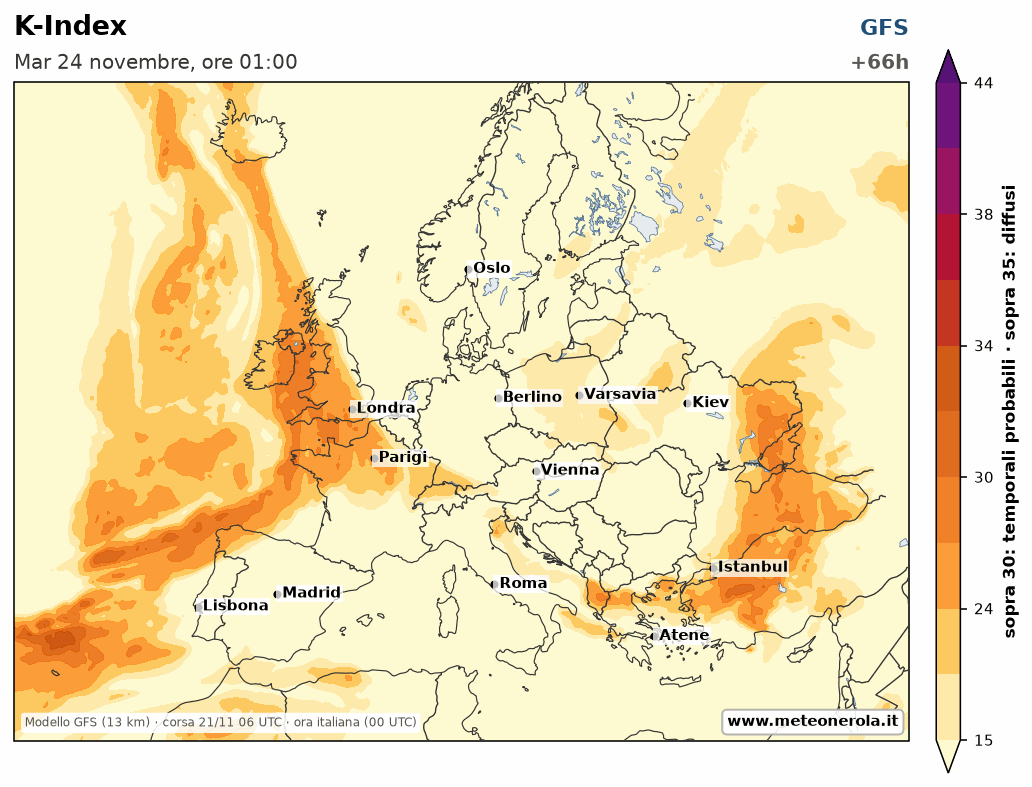 K-Index
GFS
Mar 24 novembre, ore 01:00
+66h
44
38
34
30
24
15
sopra 30: temporali probabili · sopra 35: diffusi
Oslo
Berlino
Varsavia
Kiev
Londra
Parigi
Vienna
Istanbul
Roma
Madrid
Lisbona
Atene
Modello GFS (13 km) · corsa 21/11 06 UTC · ora italiana (00 UTC)
www.meteonerola.it